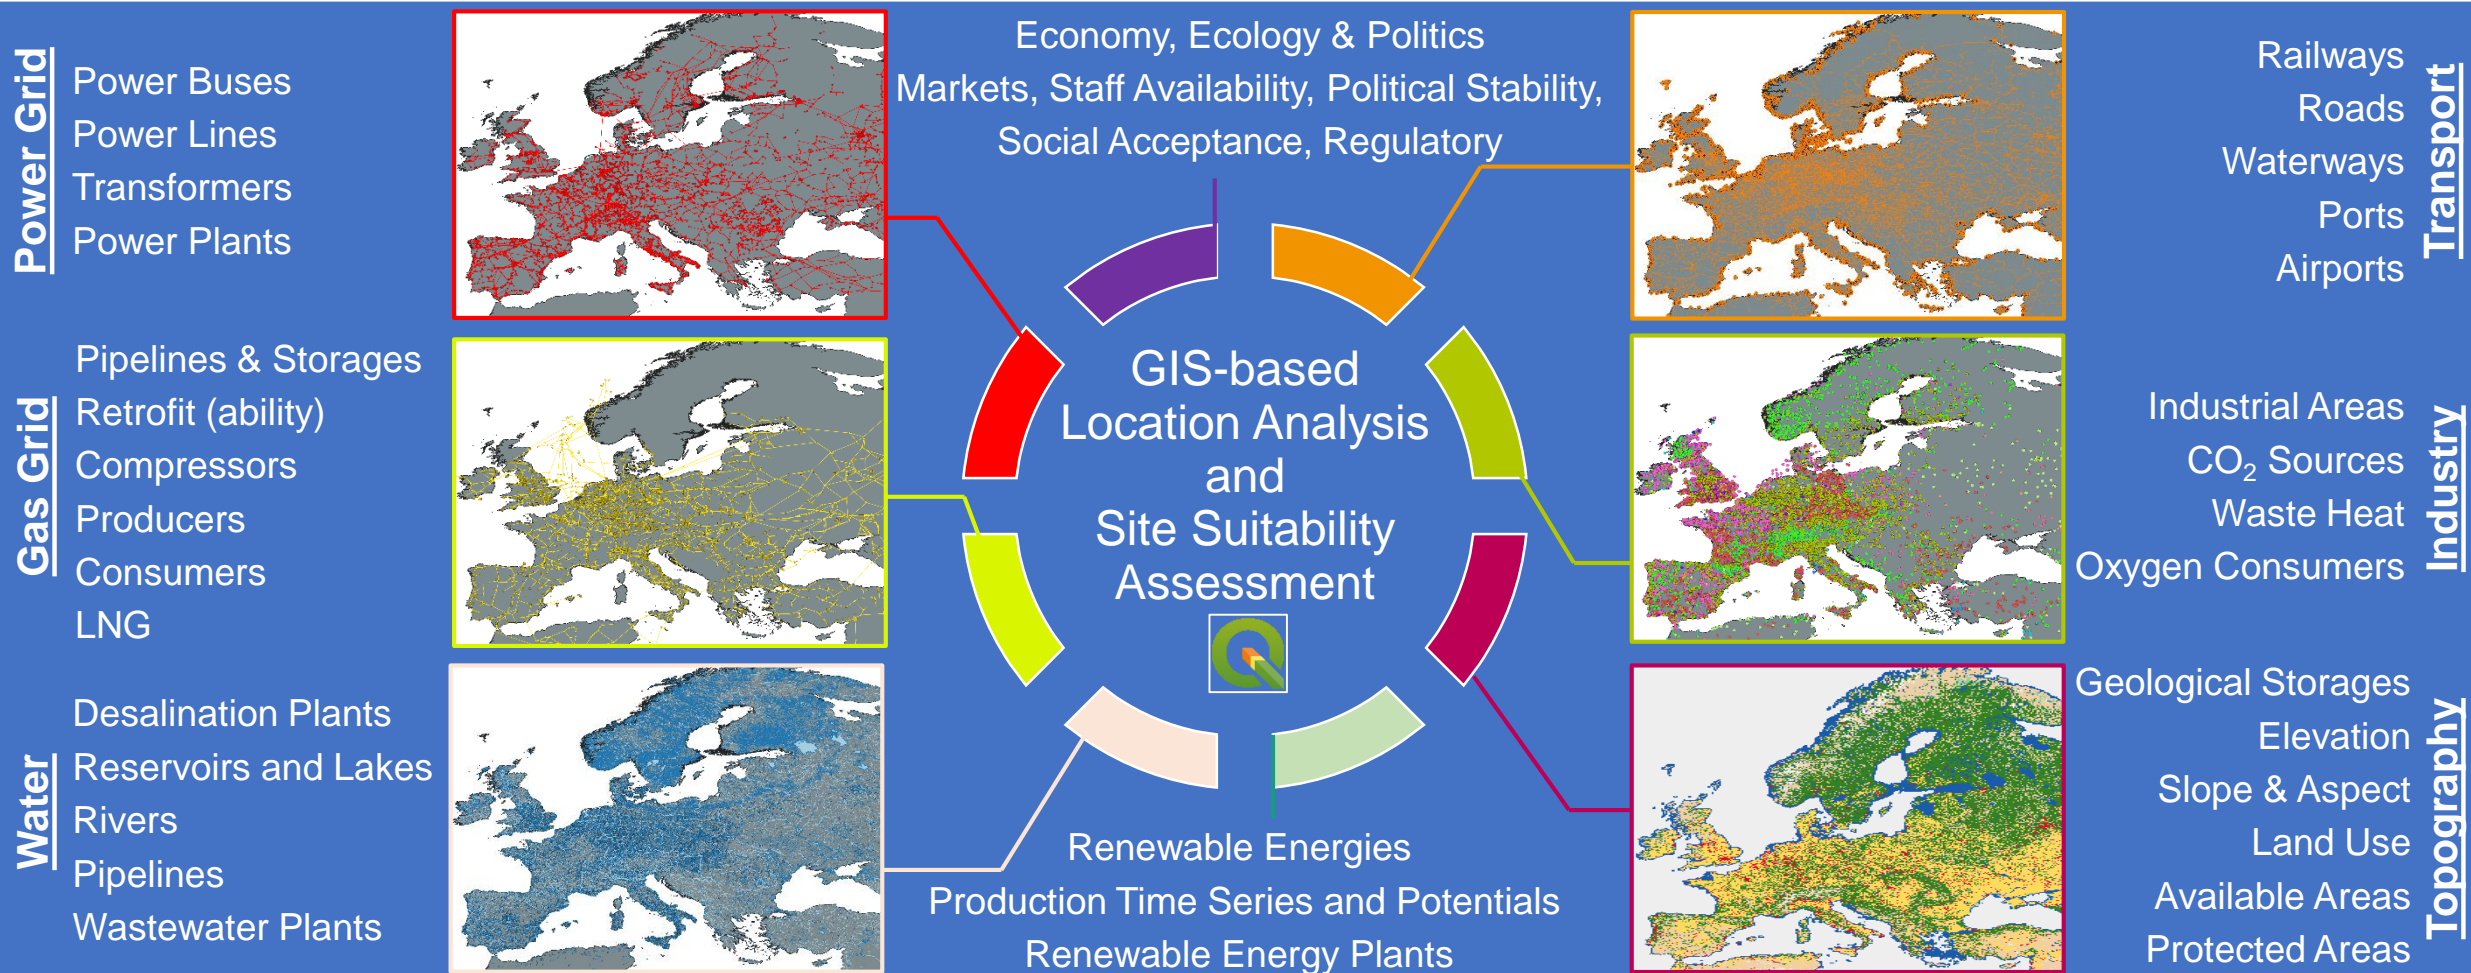 Power Grid
Power Buses
Power Lines
Transformers
Power Plants
Economy, Ecology & Politics
Markets, Staff Availability, Political Stability,
Social Acceptance, Regulatory
Railways
Roads
Waterways
Ports
Airports
Transport
Gas Grid
Pipelines & Storages
Retrofit (ability)
Compressors
Producers
Consumers
LNG
GIS-based
Location Analysis
and
Site Suitability
Assessment
Industrial Areas
CO₂ Sources
Waste Heat
Oxygen Consumers
Industry
Water
Desalination Plants
Reservoirs and Lakes
Rivers
Pipelines
Wastewater Plants
Renewable Energies
Production Time Series and Potentials
Renewable Energy Plants
Geological Storages
Elevation
Slope & Aspect
Land Use
Available Areas
Protected Areas
Topography